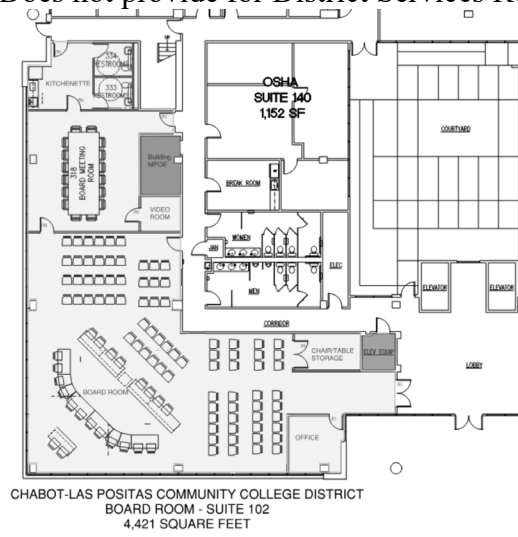 Does not provide for District Services R
334
RESTROOMS
KITCHENETTE
333
RESTROOMS
OSHA
SUITE 140
1,152 SF
COURTYARD
318
BOARD MEETING
ROOM
Building
MPOE
BREAK ROOM
VIDEO
ROOM
WOMEN
JAN
ELEC
MEN
ELEVATOR
ELEVATOR
CORRIDOR
CHAIR/TABLE
STORAGE
ELEV. EQUIP
LOBBY
BOARD ROOM
OFFICE
CHABOT-LAS POSITAS COMMUNITY COLLEGE DISTRICT
BOARD ROOM - SUITE 102
4,421 SQUARE FEET